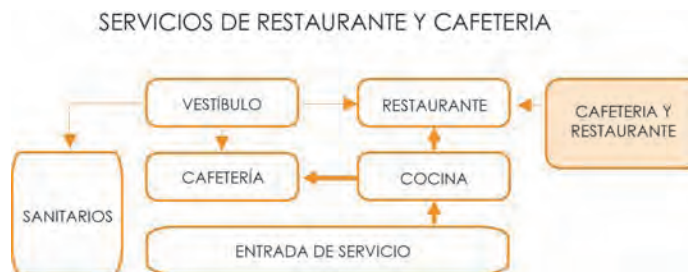 SERVICIOS DE RESTAURANTE Y CAFETERIA
VESTÍBULO
RESTAURANTE
CAFETERIA Y
RESTAURANTE
CAFETERÍA
COCINA
SANITARIOS
ENTRADA DE SERVICIO